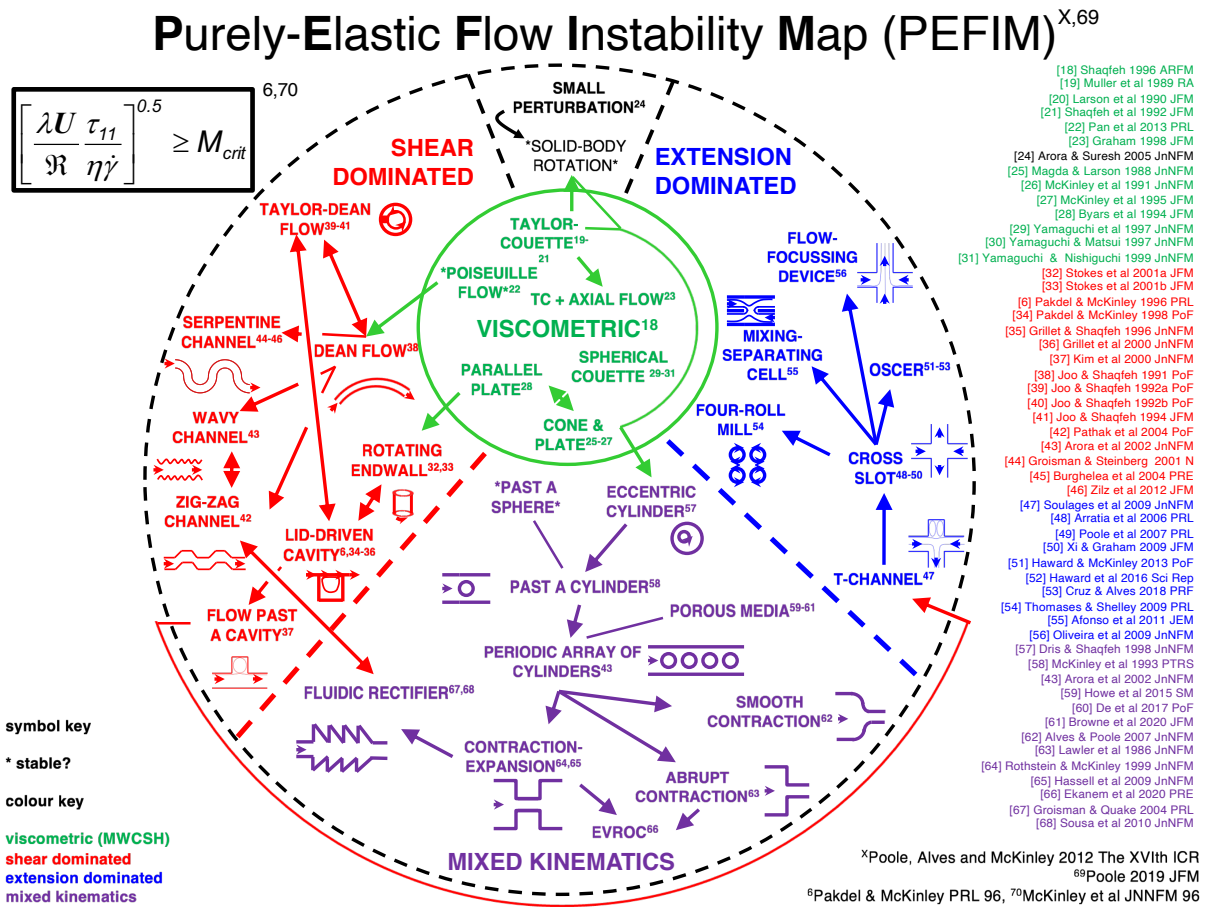 Purely-Elastic Flow Instability Map (PEFIM)X,69
[λU/ℜ τ11/ηγ̇]0.5 ≥ Mcrit
6,70
SMALL
PERTURBATION24
*SOLID-BODY
ROTATION*
SHEAR
DOMINATED
EXTENSION
DOMINATED
TAYLOR-DEAN
FLOW39-41
TAYLOR-
COUETTE19-
21
*POISEUILLE
FLOW*22
TC + AXIAL FLOW23
VISCOMETRIC18
SPHERICAL
COUETTE 29-31
PARALLEL
PLATE28
CONE &
PLATE25-27
SERPENTINE
CHANNEL44-46
DEAN FLOW38
WAVY
CHANNEL43
ROTATING
ENDWALL32,33
ZIG-ZAG
CHANNEL42
LID-DRIVEN
CAVITY6,34-36
FLOW PAST
A CAVITY37
FLOW-
FOCUSSING
DEVICE56
MIXING-
SEPARATING
CELL55
OSCER51-53
FOUR-ROLL
MILL54
CROSS
SLOT48-50
T-CHANNEL47
*PAST A
SPHERE*
ECCENTRIC
CYLINDER57
PAST A CYLINDER58
POROUS MEDIA59-61
PERIODIC ARRAY OF
CYLINDERS43
FLUIDIC RECTIFIER67,68
SMOOTH
CONTRACTION62
CONTRACTION-
EXPANSION64,65
ABRUPT
CONTRACTION63
EVROC66
MIXED KINEMATICS
symbol key
* stable?
colour key
viscometric (MWCSH)
shear dominated
extension dominated
mixed kinematics
[18] Shaqfeh 1996 ARFM
[19] Muller et al 1989 RA
[20] Larson et al 1990 JFM
[21] Shaqfeh et al 1992 JFM
[22] Pan et al 2013 PRL
[23] Graham 1998 JFM
[24] Arora & Suresh 2005 JnNFM
[25] Magda & Larson 1988 JnNFM
[26] McKinley et al 1991 JnNFM
[27] McKinley et al 1995 JFM
[28] Byars et al 1994 JFM
[29] Yamaguchi et al 1997 JnNFM
[30] Yamaguchi & Matsui 1997 JnNFM
[31] Yamaguchi & Nishiguchi 1999 JnNFM
[32] Stokes et al 2001a JFM
[33] Stokes et al 2001b JFM
[6] Pakdel & McKinley 1996 PRL
[34] Pakdel & McKinley 1998 PoF
[35] Grillet & Shaqfeh 1996 JnNFM
[36] Grillet et al 2000 JnNFM
[37] Kim et al 2000 JnNFM
[38] Joo & Shaqfeh 1991 PoF
[39] Joo & Shaqfeh 1992a PoF
[40] Joo & Shaqfeh 1992b PoF
[41] Joo & Shaqfeh 1994 JFM
[42] Pathak et al 2004 PoF
[43] Arora et al 2002 JnNFM
[44] Groisman & Steinberg 2001 N
[45] Burghelea et al 2004 PRE
[46] Zilz et al 2012 JFM
[47] Soulages et al 2009 JnNFM
[48] Arratia et al 2006 PRL
[49] Poole et al 2007 PRL
[50] Xi & Graham 2009 JFM
[51] Haward & McKinley 2013 PoF
[52] Haward et al 2016 Sci Rep
[53] Cruz & Alves 2018 PRF
[54] Thomases & Shelley 2009 PRL
[55] Afonso et al 2011 JEM
[56] Oliveira et al 2009 JnNFM
[57] Dris & Shaqfeh 1998 JnNFM
[58] McKinley et al 1993 PTRS
[43] Arora et al 2002 JnNFM
[59] Howe et al 2015 SM
[60] De et al 2017 PoF
[61] Browne et al 2020 JFM
[62] Alves & Poole 2007 JnNFM
[63] Lawler et al 1986 JnNFM
[64] Rothstein & McKinley 1999 JnNFM
[65] Hassell et al 2009 JnNFM
[66] Ekanem et al 2020 PRE
[67] Groisman & Quake 2004 PRL
[68] Sousa et al 2010 JnNFM
XPoole, Alves and McKinley 2012 The XVIth ICR
69Poole 2019 JFM
6Pakdel & McKinley PRL 96, 70McKinley et al JNNFM 96